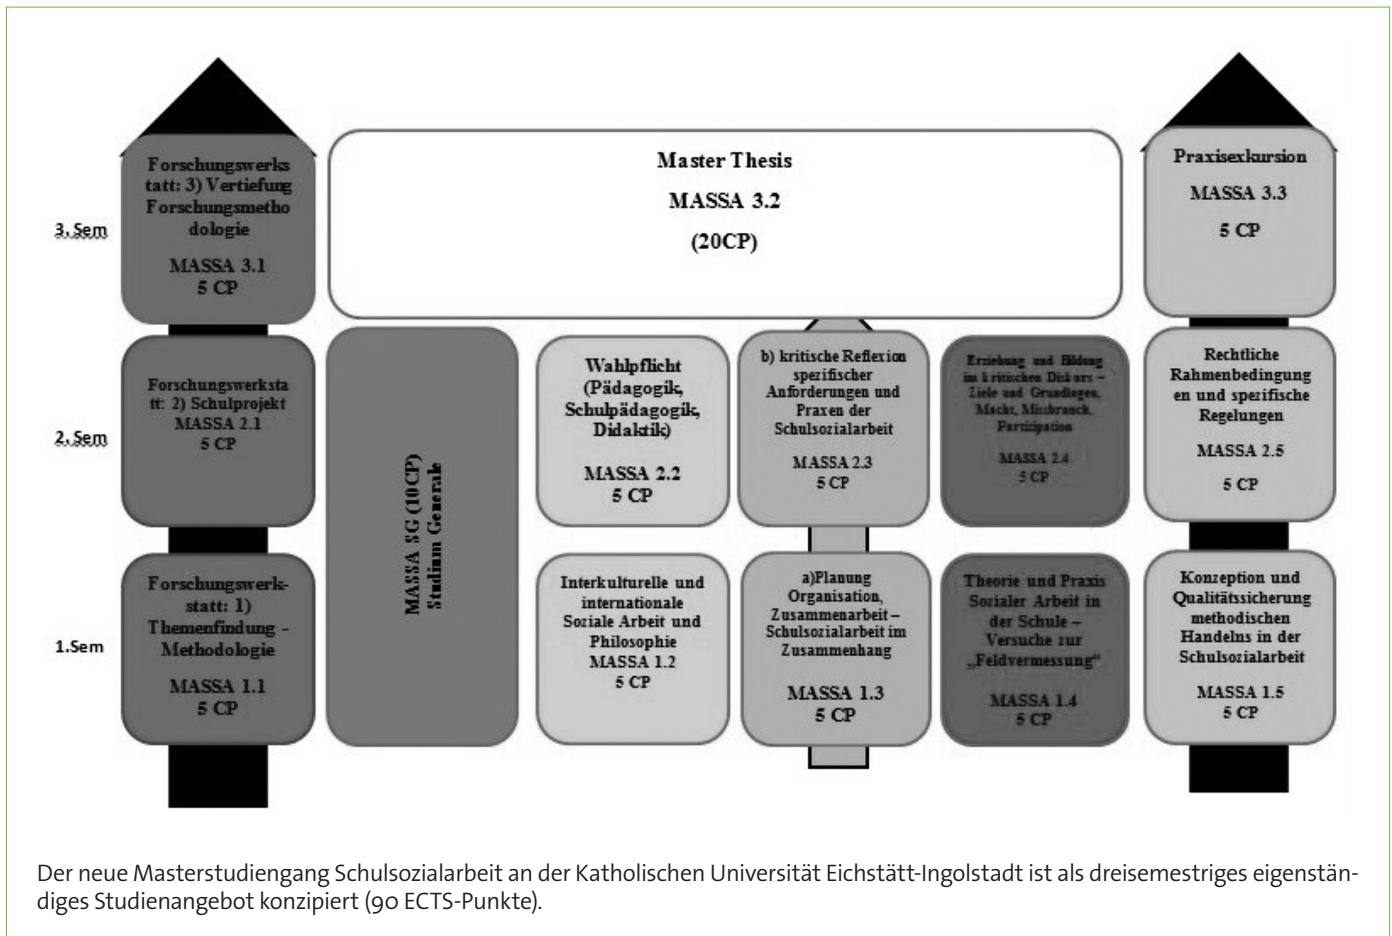 3.Sem
Forschungswerks
tatt: 3) Vertiefung
Forschungsmetho
dologie
MASSA 3.1
5 CP
Master Thesis
MASSA 3.2
(20CP)
Praxisexkursion
MASSA 3.3
5 CP
2.Sem
Forschungswerksta
tt: 2) Schulprojekt
MASSA 2.1
5 CP
MASSA SG (10CP)
Studium Generale
Wahlpflicht
(Pädagogik,
Schulpädagogik,
Didaktik)
MASSA 2.2
5 CP
b) kritische Reflexion
spezifischer
Anforderungen und
Praxen der
Schulsozialarbeit
MASSA 2.3
5 CP
Erziehung und Bildung
im kritischen Diskurs –
Ziele und Grundlagen,
Macht, Missbrauch,
Partizipation
MASSA 2.4
5 CP
Rechtliche
Rahmenbedingung
en und spezifische
Regelungen
MASSA 2.5
5 CP
1.Sem
Forschungswerk-
statt: 1)
Themenfindung -
Methodologie
MASSA 1.1
5 CP
Interkulturelle und
internationale
Soziale Arbeit und
Philosophie
MASSA 1.2
5 CP
a)Planung
Organisation,
Zusammenarbeit –
Schulsozialarbeit im
Zusammenhang
MASSA 1.3
5 CP
Theorie und Praxis
Sozialer Arbeit in
der Schule –
Versuche zur
„Feldvermessung“
MASSA 1.4
5 CP
Konzeption und
Qualitätssicherung
methodischen
Handelns in der
Schulsozialarbeit
MASSA 1.5
5 CP
Der neue Masterstudiengang Schulsozialarbeit an der Katholischen Universität Eichstätt-Ingolstadt ist als dreisemestriges eigenstän-
diges Studienangebot konzipiert (90 ECTS-Punkte).